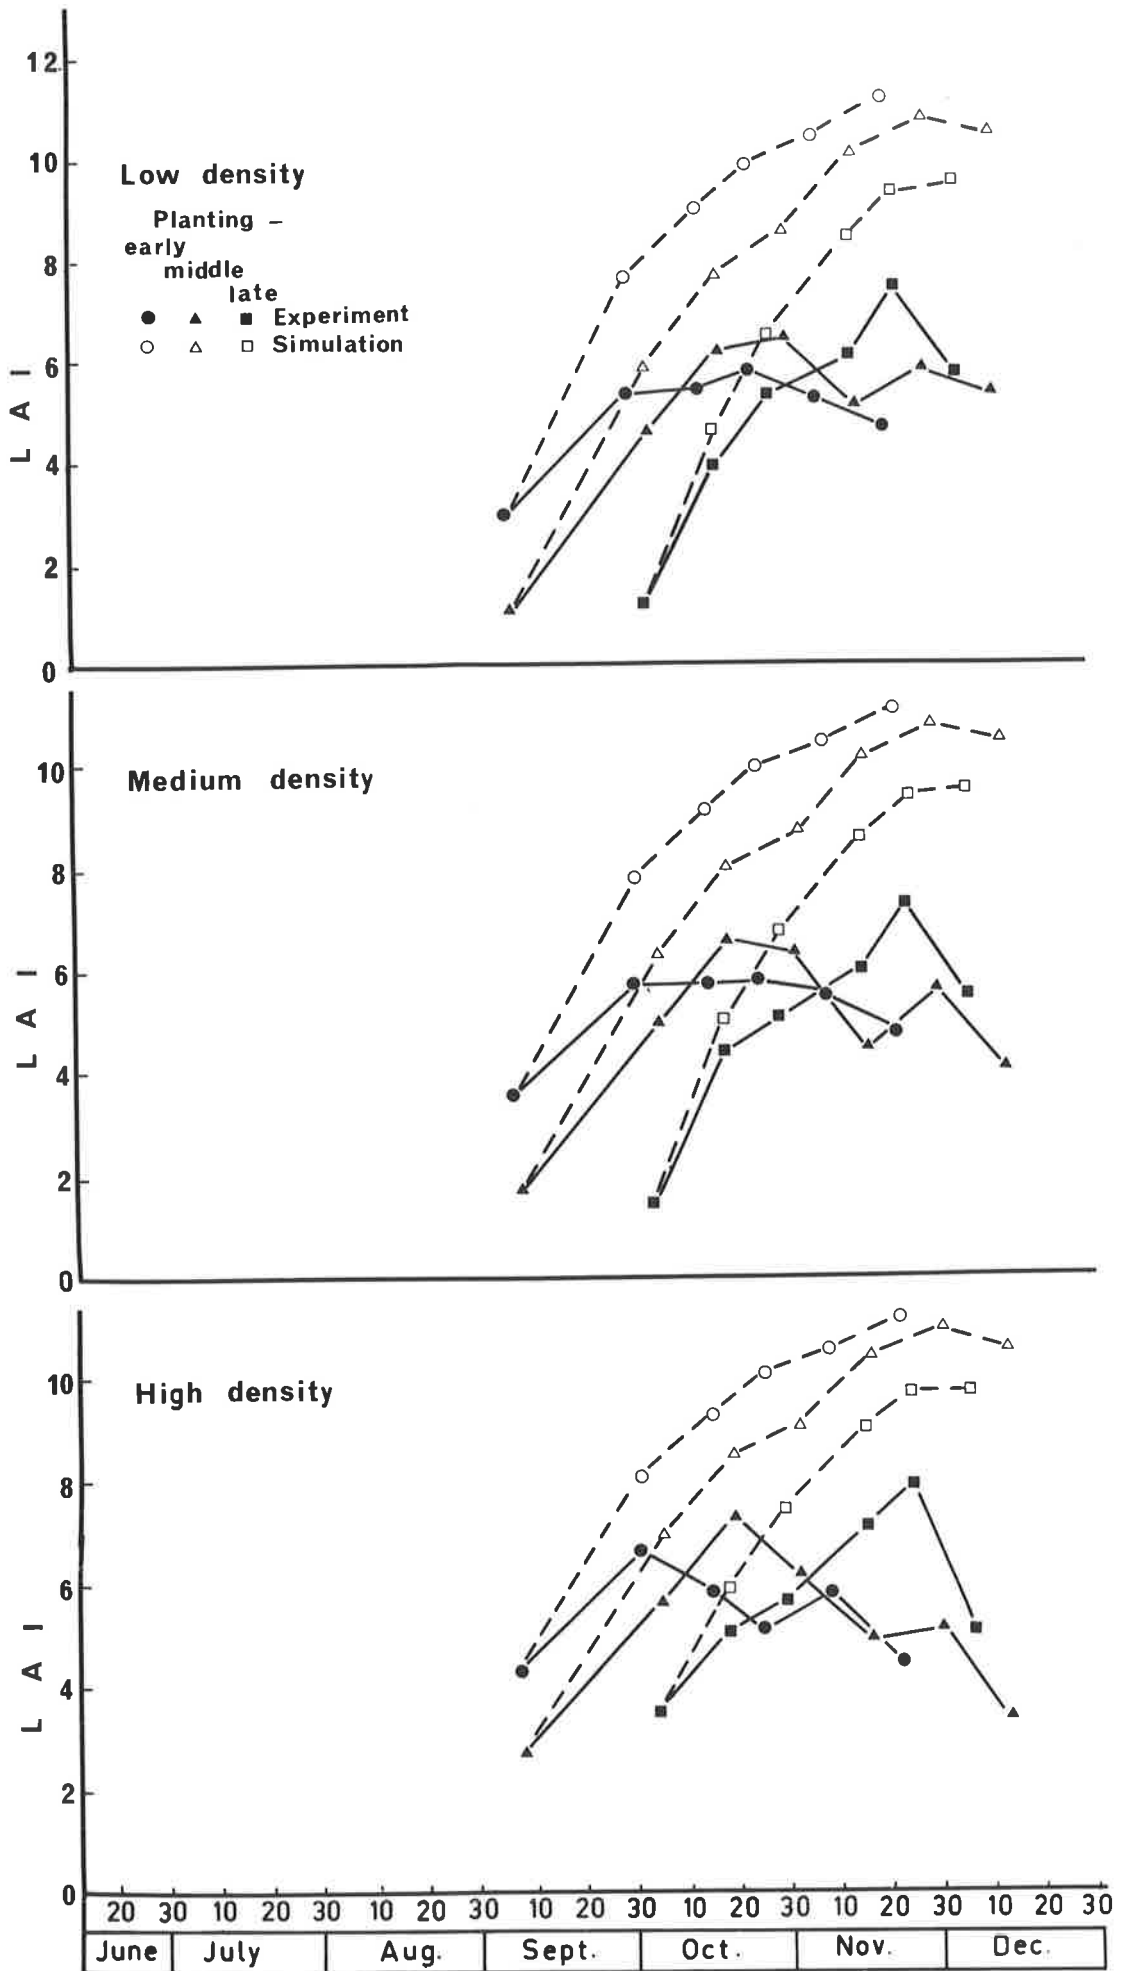 12
10
Low density
Planting –
early
8
middle
late
● ▲ ■ Experiment
○ △ □ Simulation
6
L A I
4
2
0
10
Medium density
8
6
L A I
4
2
0
10
High density
8
6
L A I
4
2
0
20 30 10 20 30 10 20 30 10 20 30 10 20 30 10 20 30 10 20 30
June July Aug. Sept. Oct. Nov. Dec.